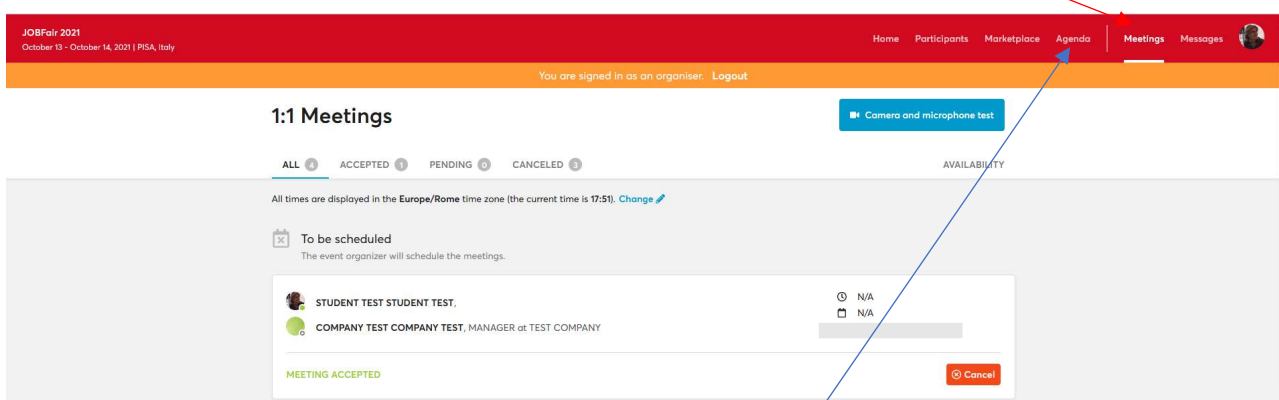 JOBFair 2021
October 13 - October 14, 2021 | PISA, Italy
Home Participants Marketplace Agenda Meetings Messages
You are signed in as an organiser. Logout
1:1 Meetings
Camera and microphone test
ALL 4 ACCEPTED 1 PENDING 0 CANCELED 3 AVAILABILITY
All times are displayed in the Europe/Rome time zone (the current time is 17:51). Change
To be scheduled
The event organizer will schedule the meetings.
STUDENT TEST STUDENT TEST, N/A
N/A
COMPANY TEST COMPANY TEST, MANAGER at TEST COMPANY
MEETING ACCEPTED Cancel